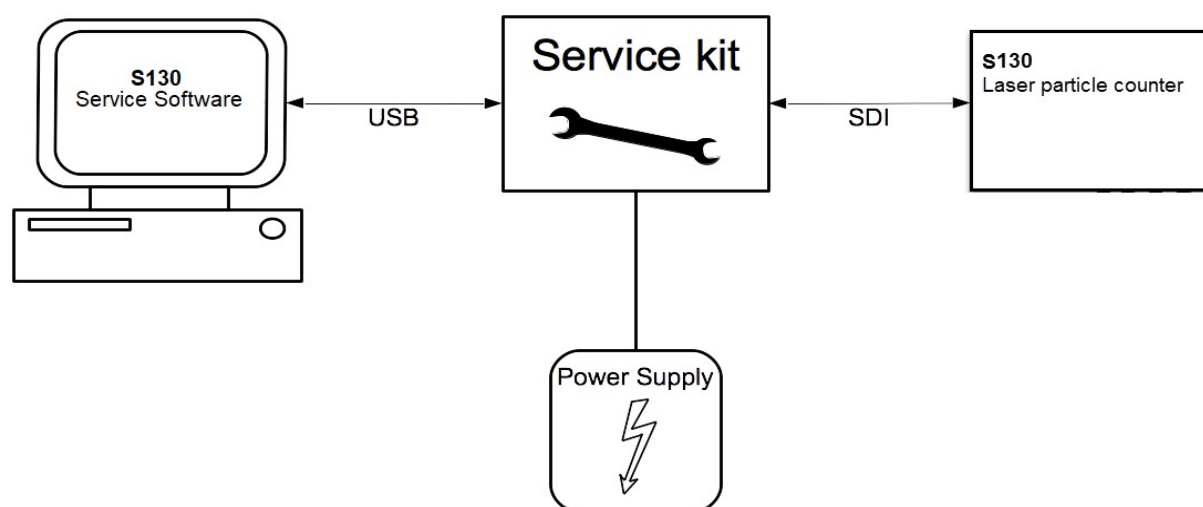 S130
Service Software
USB
Service kit
SDI
S130
Laser particle counter
Power Supply